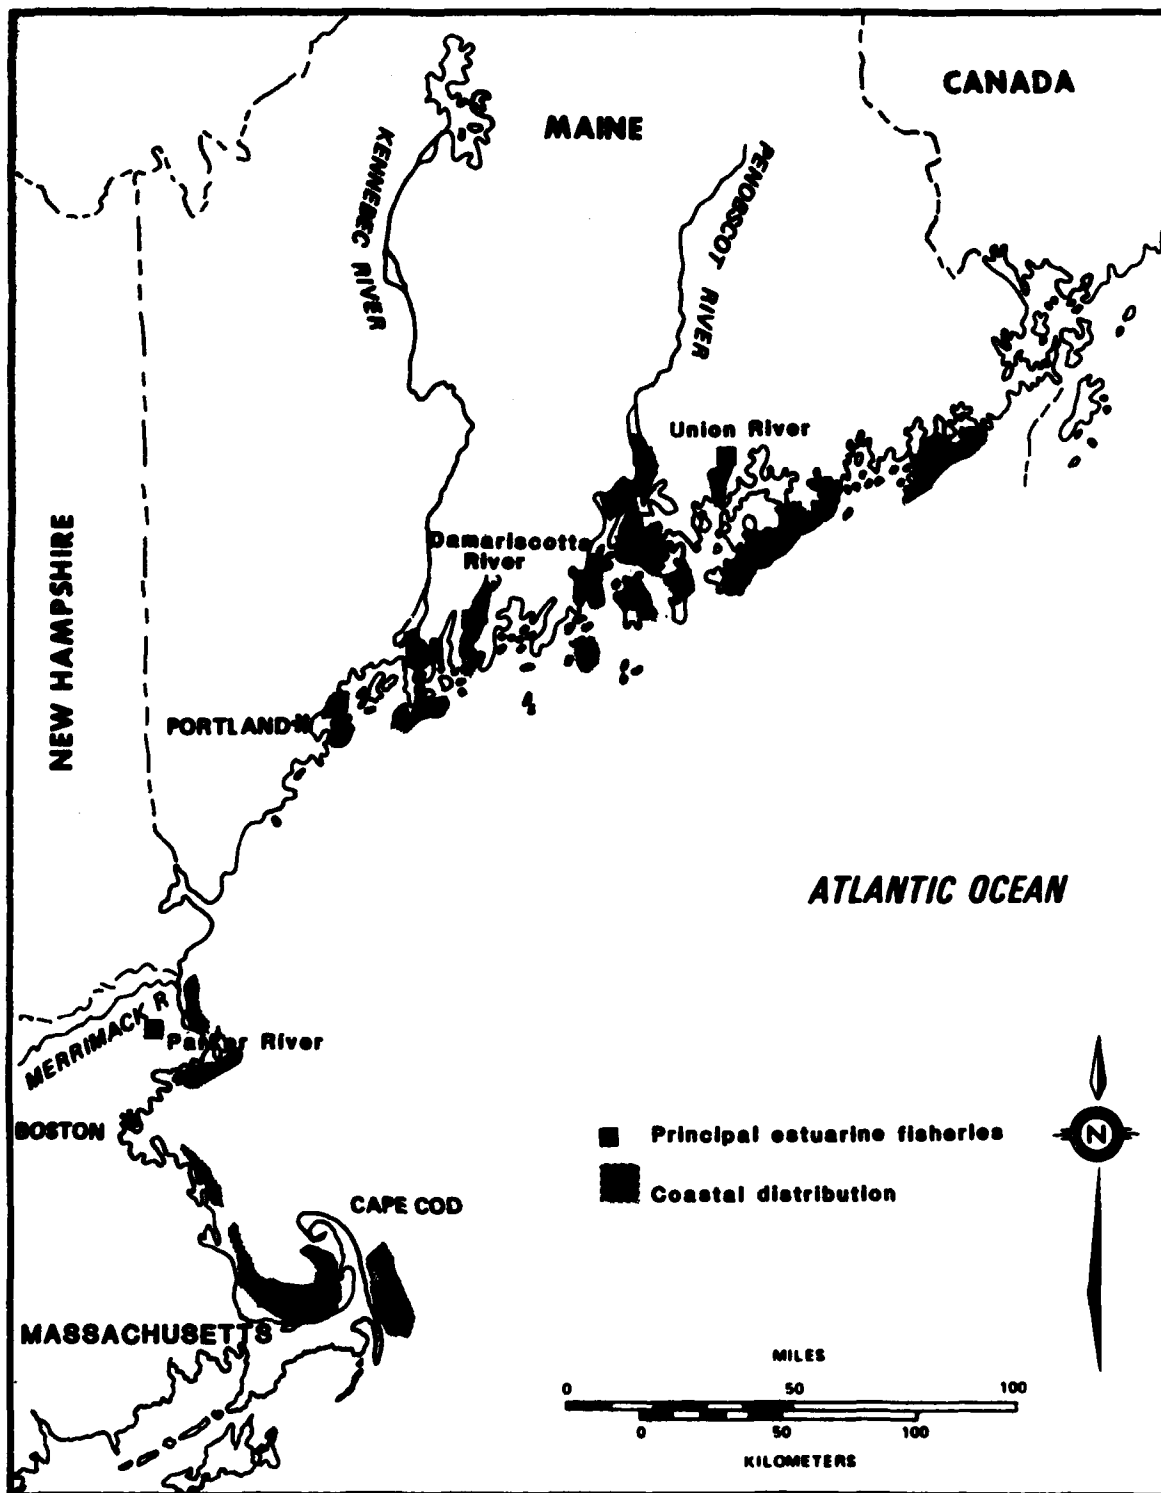 CANADA
MAINE
KENNEBEC RIVER
PENOBSCOT RIVER
Union River
Damariscotta
River
NEW HAMPSHIRE
PORTLAND
ATLANTIC OCEAN
MERRIMACK R
Parker River
BOSTON
Principal estuarine fisheries
N
Coastal distribution
CAPE COD
MASSACHUSETTS
MILES
0 50 100
0 50 100
KILOMETERS